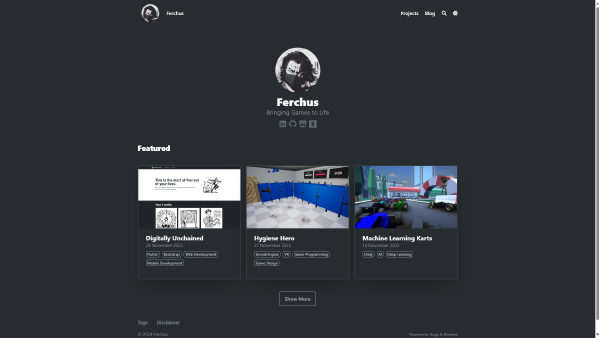 Ferchus
Projects
Blog
Ferchus
Bringing Games to Life
Featured
This is the start of the rest
of your lives.
Digitally Unchained
29 November 2023
Flutter
Bootstrap
Web Development
Mobile Development
Hygiene Hero
27 November 2023
Unreal Engine
VR
Game Programming
Game Design
Machine Learning Karts
14 November 2023
Unity
AI
Deep Learning
Show More
Tags
Disclaimer
© 2024 Ferchus
Powered by Hugo & Blowfish